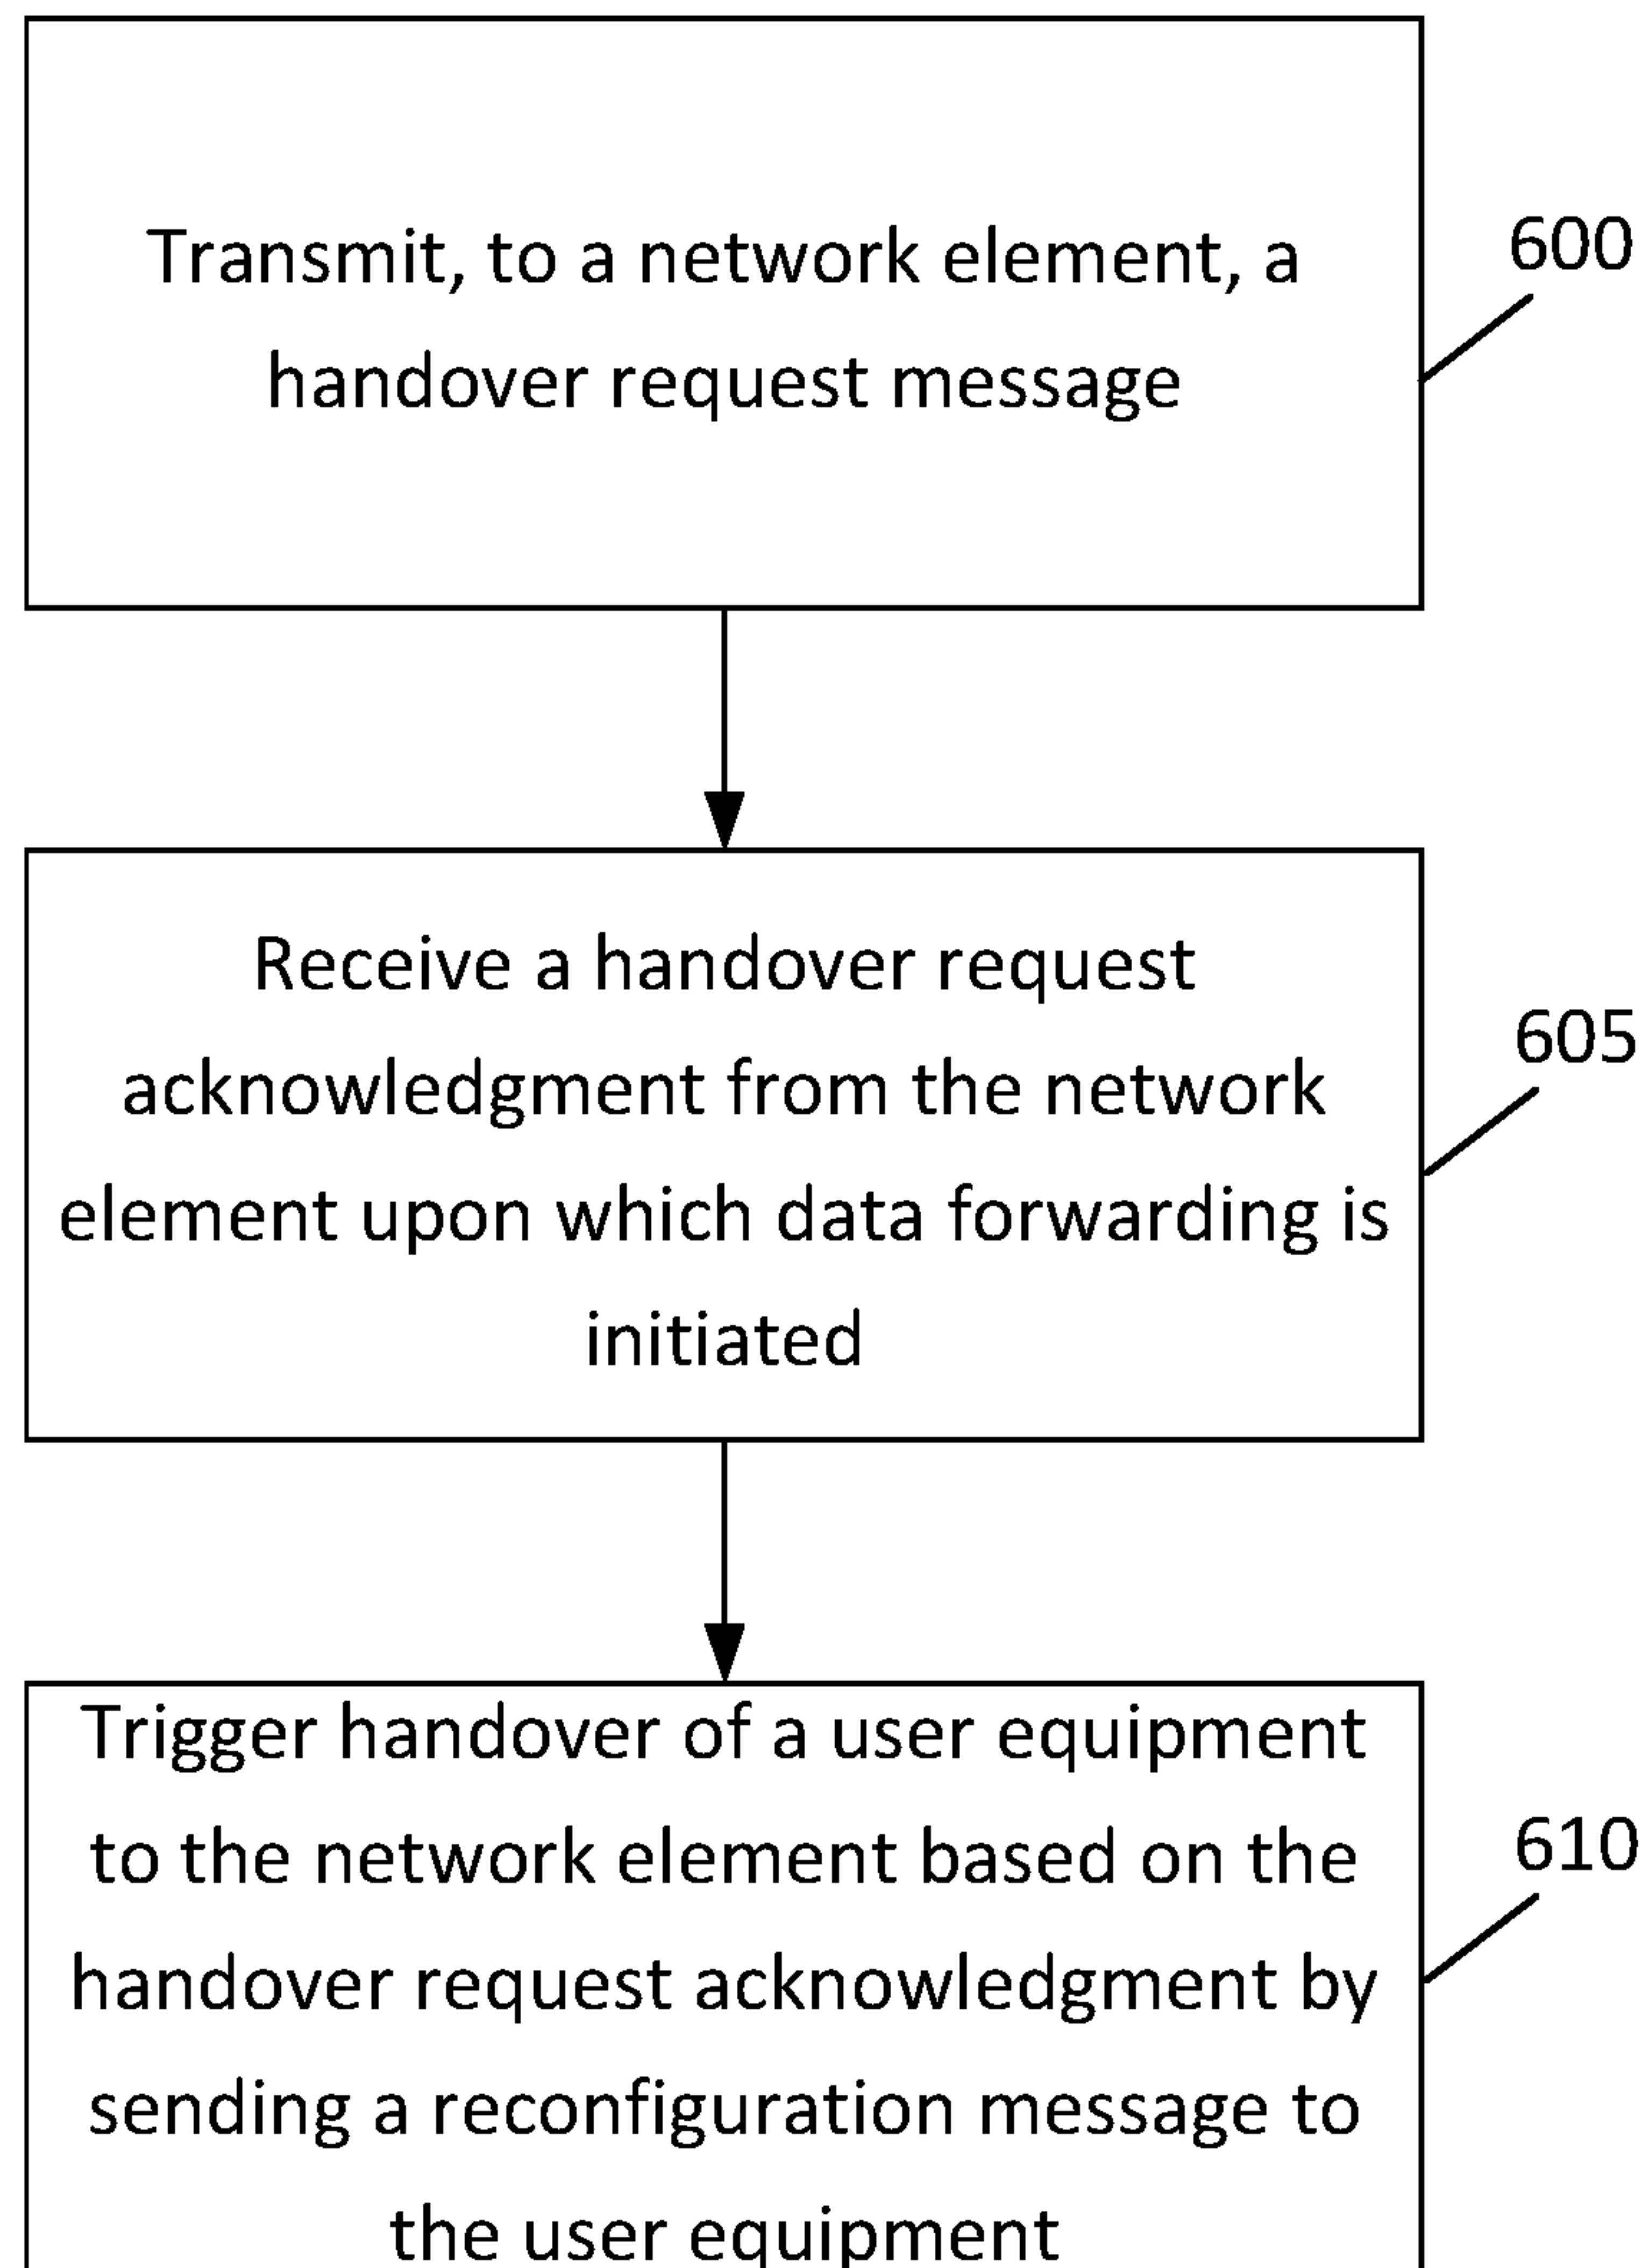 Transmit, to a network element, a
handover request message
600
Receive a handover request
acknowledgment from the network
element upon which data forwarding is
initiated
605
Trigger handover of a user equipment
to the network element based on the
handover request acknowledgment by
sending a reconfiguration message to
the user equipment
610